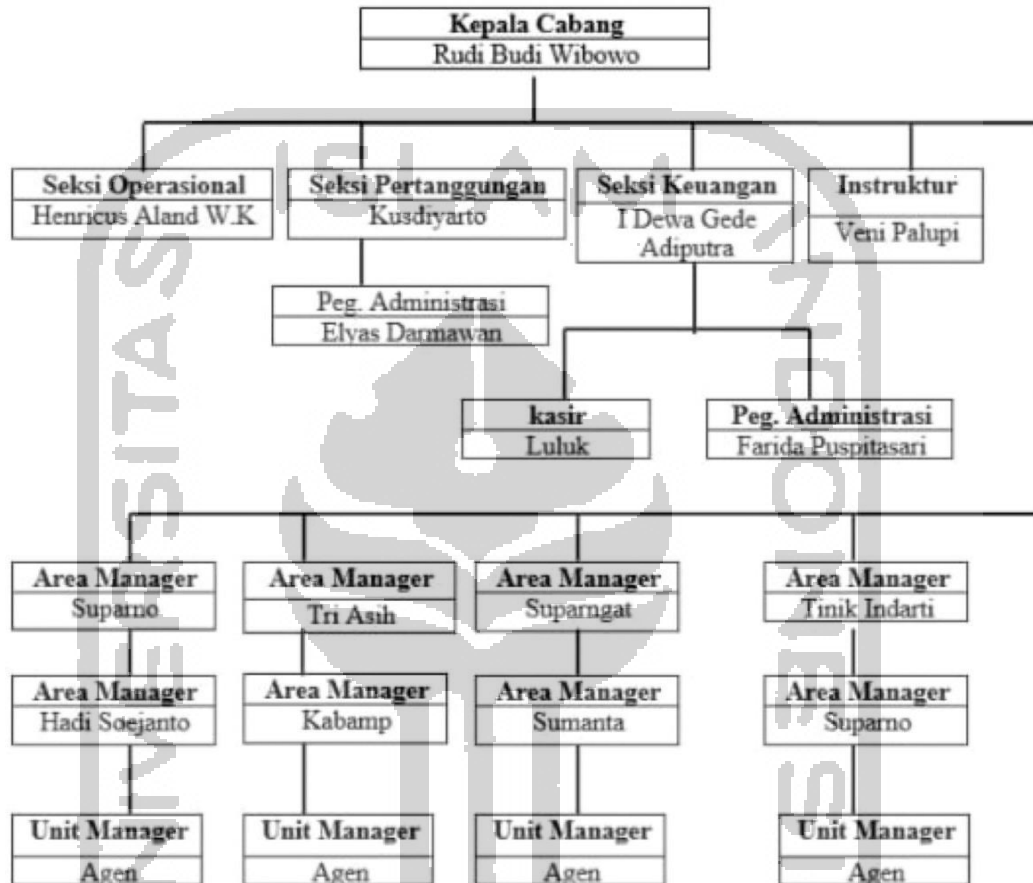 Kepala Cabang
Rudi Budi Wibowo
Seksi Operasional
Henricus Aland W.K
Seksi Pertanggungan
Kusdiyarto
Seksi Keuangan
I Dewa Gede
Adiputra
Instruktur
Veni Palupi
Peg. Administrasi
Elyas Darmawan
kasir
Luluk
Peg. Administrasi
Farida Puspitasari
Area Manager
Suparno
Area Manager
Tri Asih
Area Manager
Suparngat
Area Manager
Tinik Indarti
Area Manager
Hadi Soejanto
Area Manager
Kabamp
Area Manager
Sumanta
Area Manager
Suparno
Unit Manager
Agen
Unit Manager
Agen
Unit Manager
Agen
Unit Manager
Agen
ISLAM